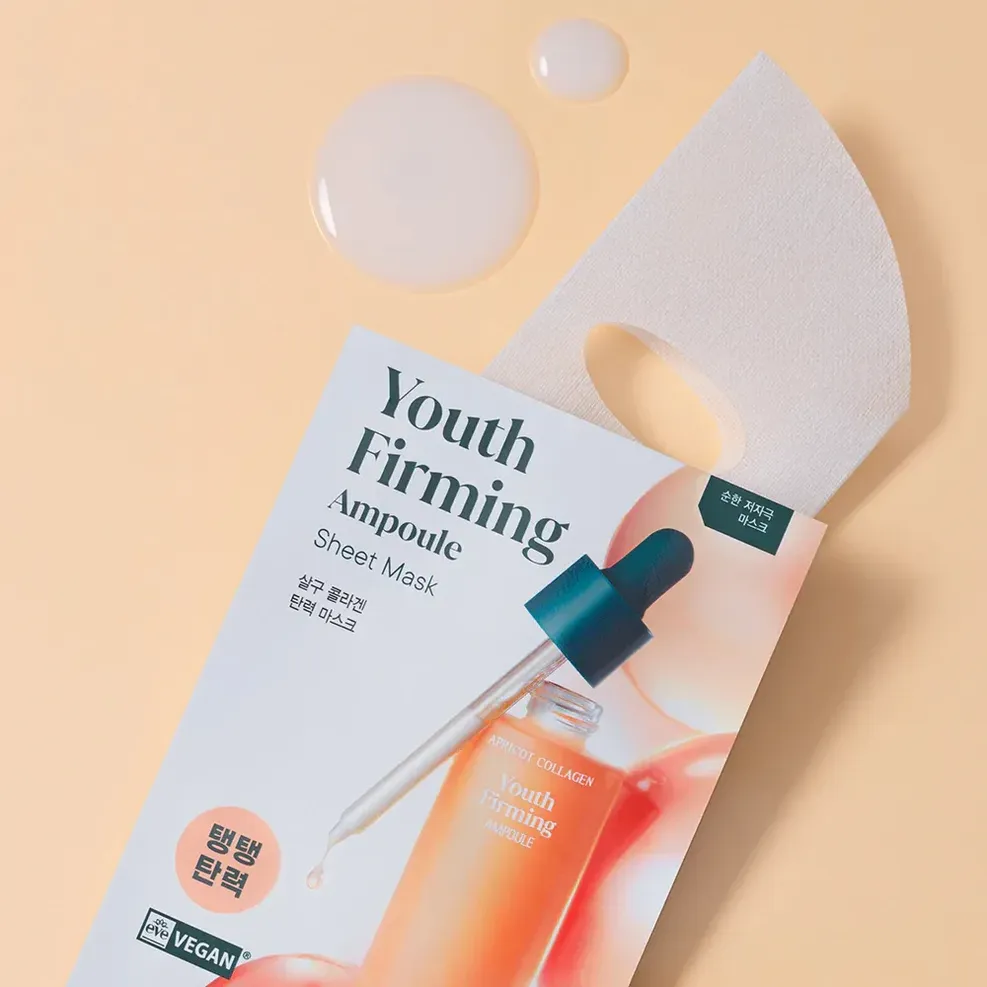 Youth
Firming
Ampoule
Sheet Mask
살구 콜라겐
탄력 마스크
순한 저자극
마스크
APRICOT COLLAGEN
Youth
Firming
AMPOULE
탱탱
탄력
eve VEGAN®